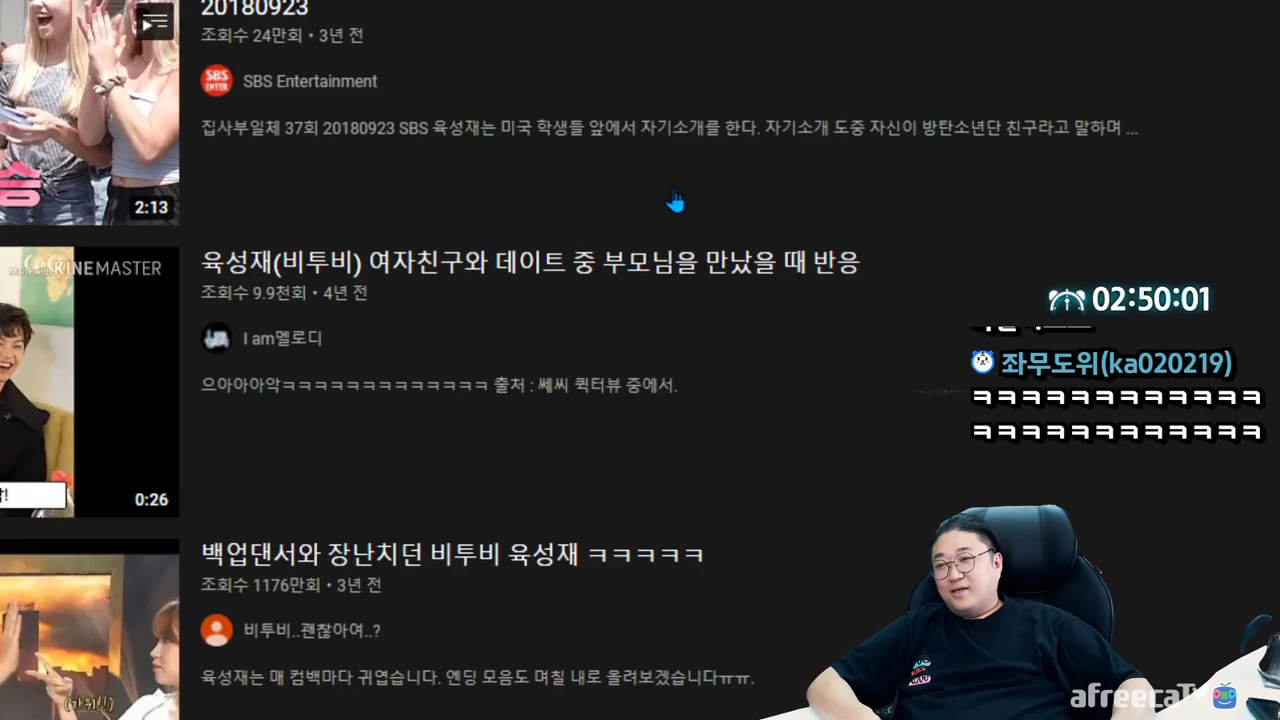 20180923
조회수 24만회 • 3년 전
SBS Entertainment
SBS
ENTER
집사부일체 37회 20180923 SBS 육성재는 미국 학생들 앞에서 자기소개를 한다. 자기소개 도중 자신이 방탄소년단 친구라고 말하며 ...
2:13
KINEMASTER
육성재(비투비) 여자친구와 데이트 중 부모님을 만났을 때 반응
조회수 9.9천회 • 4년 전
I am멜로디
으아아아악ㅋㅋㅋㅋㅋㅋㅋㅋㅋㅋㅋㅋㅋ 출처 : 쎄씨 퀵터뷰 중에서.
0:26
02:50:01
좌무도위(ka020219)
ㅋㅋㅋㅋㅋㅋㅋㅋㅋㅋㅋㅋ
ㅋㅋㅋㅋㅋㅋㅋㅋㅋㅋㅋㅋ
백업댄서와 장난치던 비투비 육성재 ㅋㅋㅋㅋㅋ
조회수 1176만회 • 3년 전
비투비..괜찮아여..?
육성재는 매 컴백마다 귀엽습니다. 엔딩 모음도 며칠 내로 올려보겠습니다ㅠㅠ.
(가위!!)
afreecaTV